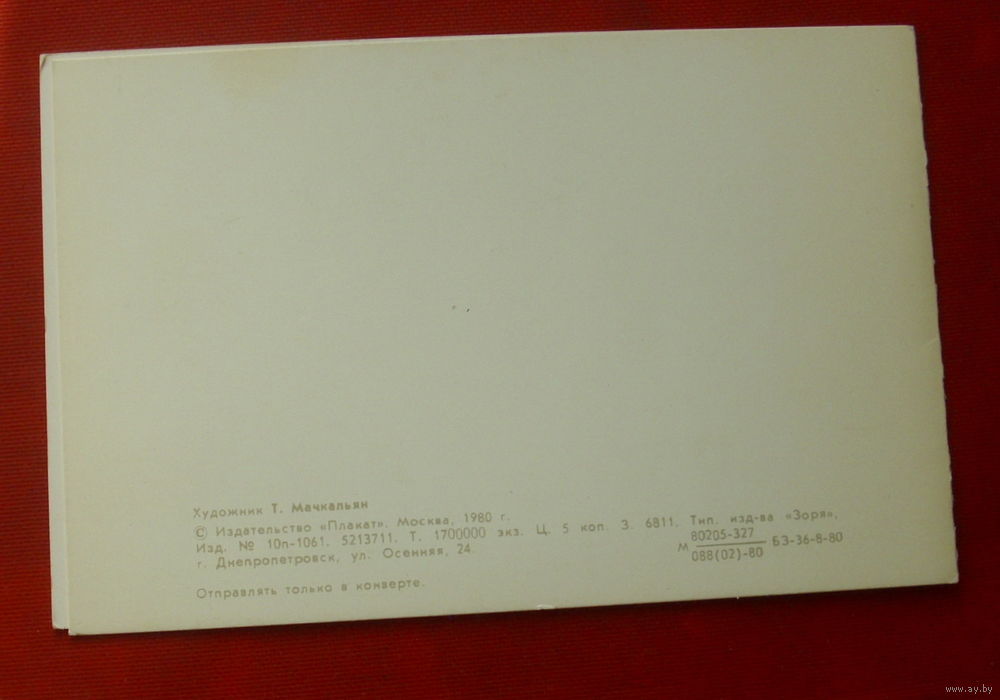 Художник Т. Мачкальян
© Издательство «Плакат». Москва, 1980 г.
Изд. № 10п-1061. 5213711. Т. 1700000 экз. Ц. 5 коп. З. 6811. Тип. изд-ва «Зоря»,
г. Днепропетровск, ул. Осенняя, 24.
М 80205-327 БЗ-36-8-80
088(02)-80
Отправлять только в конверте.
www.ay.by